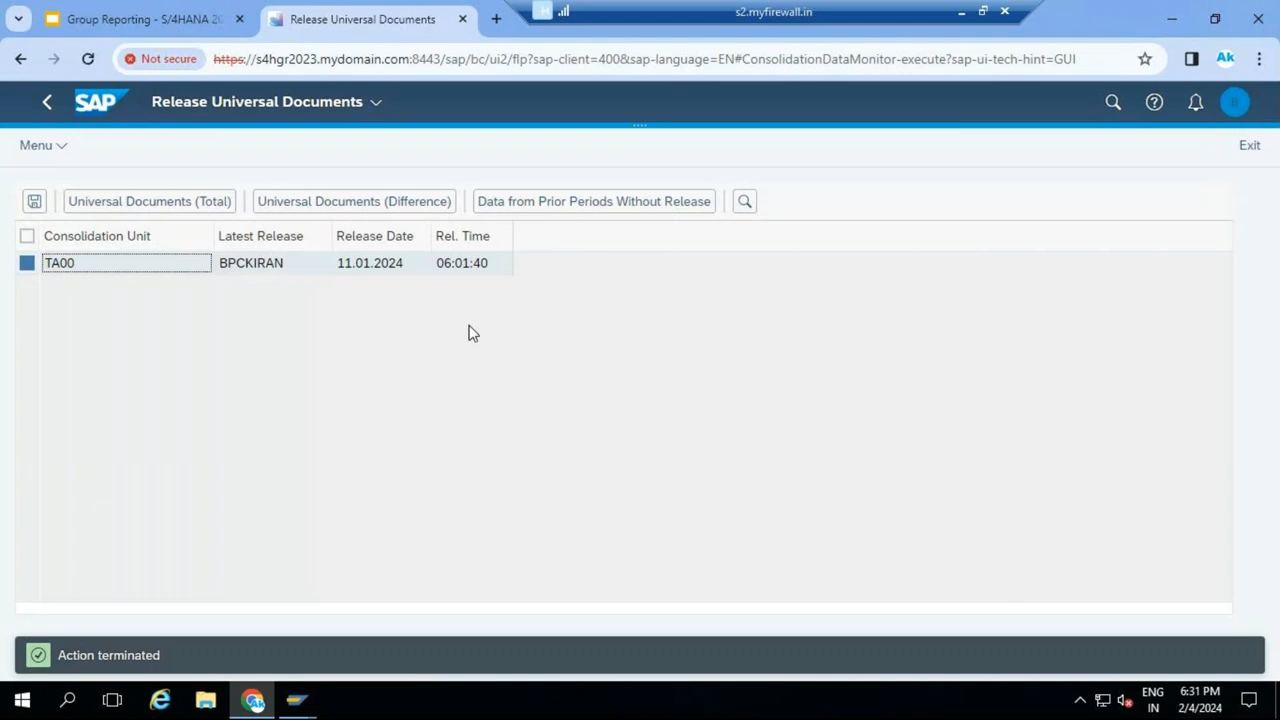 Group Reporting - S/4HANA 20
Release Universal Documents
s2.myfirewall.in
Not secure
https://s4hgr2023.mydomain.com:8443/sap/bc/ui2/flp?sap-client=400&sap-language=EN#ConsolidationDataMonitor-execute?sap-ui-tech-hint=GUI
Ak
SAP
Release Universal Documents
Menu
Exit
Universal Documents (Total)
Universal Documents (Difference)
Data from Prior Periods Without Release
Consolidation Unit
Latest Release
Release Date
Rel. Time
TA00
BPCKIRAN
11.01.2024
06:01:40
Action terminated
Ak
ENG
IN
6:31 PM
2/4/2024